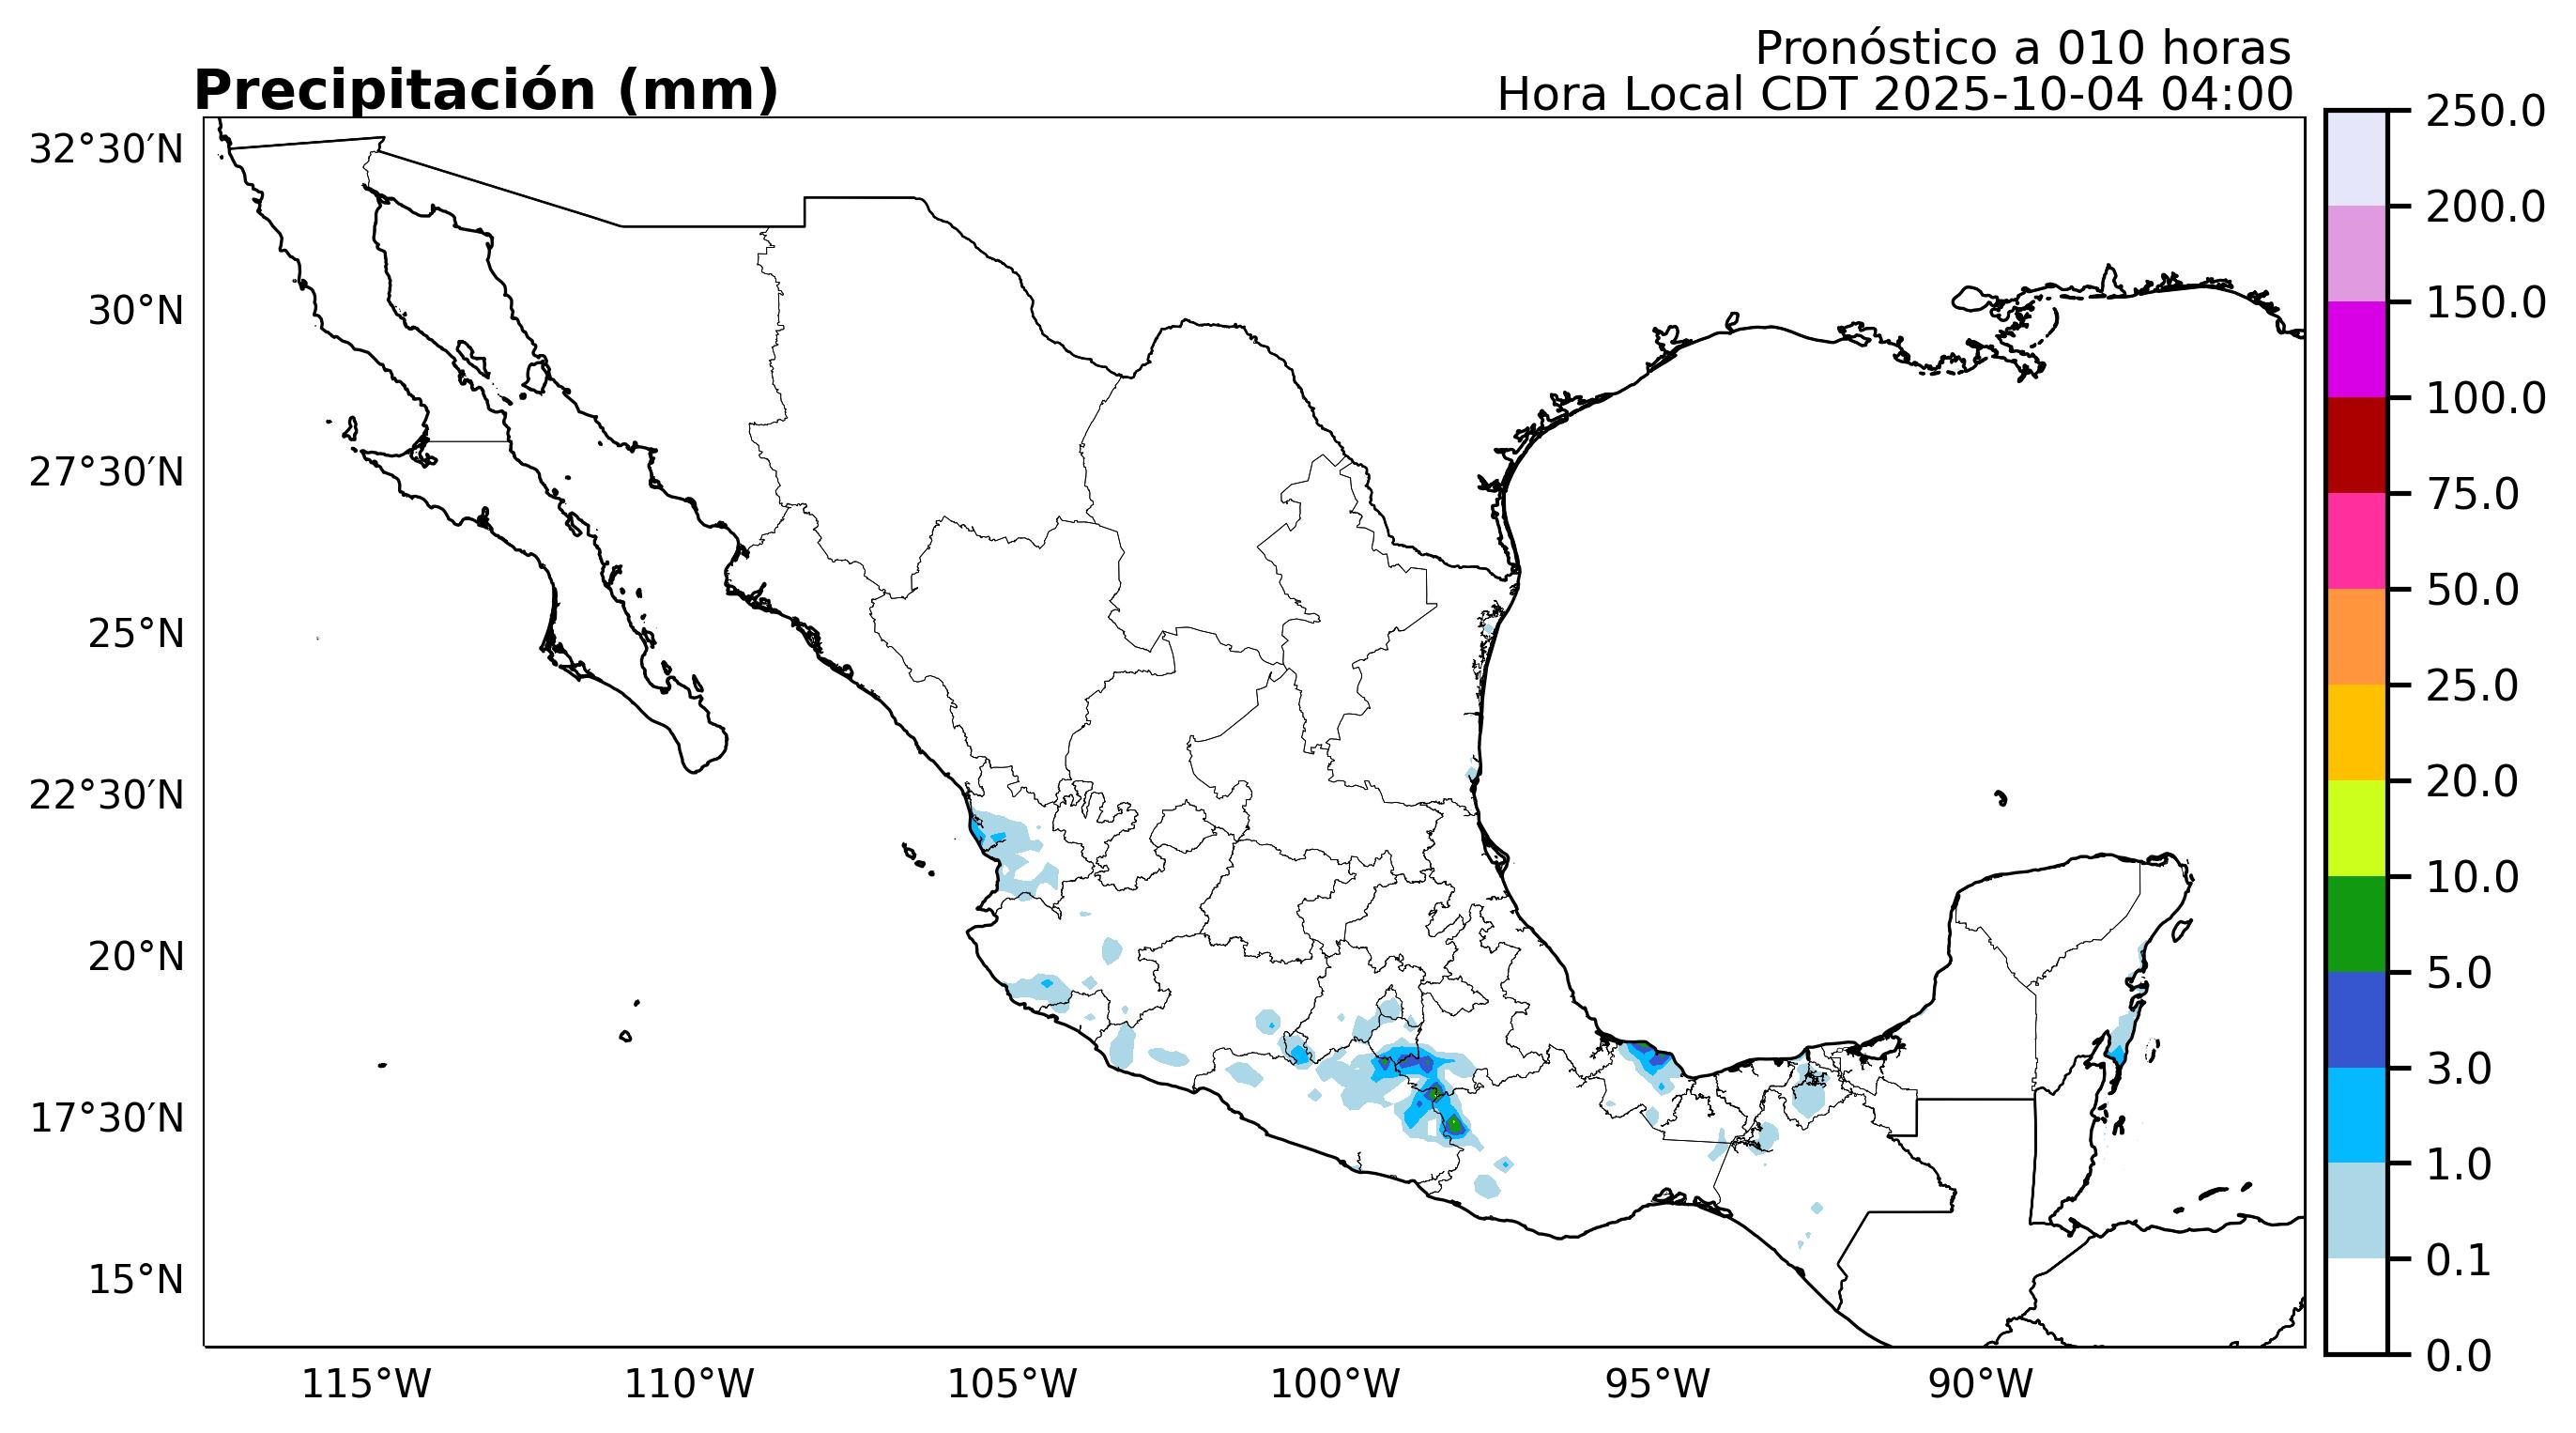 Pronóstico a 010 horas
Precipitación (mm)
Hora Local CDT 2025-10-04 04:00
32°30′N
30°N
27°30′N
25°N
22°30′N
20°N
17°30′N
15°N
115°W
110°W
105°W
100°W
95°W
90°W
250.0
200.0
150.0
100.0
75.0
50.0
25.0
20.0
10.0
5.0
3.0
1.0
0.1
0.0